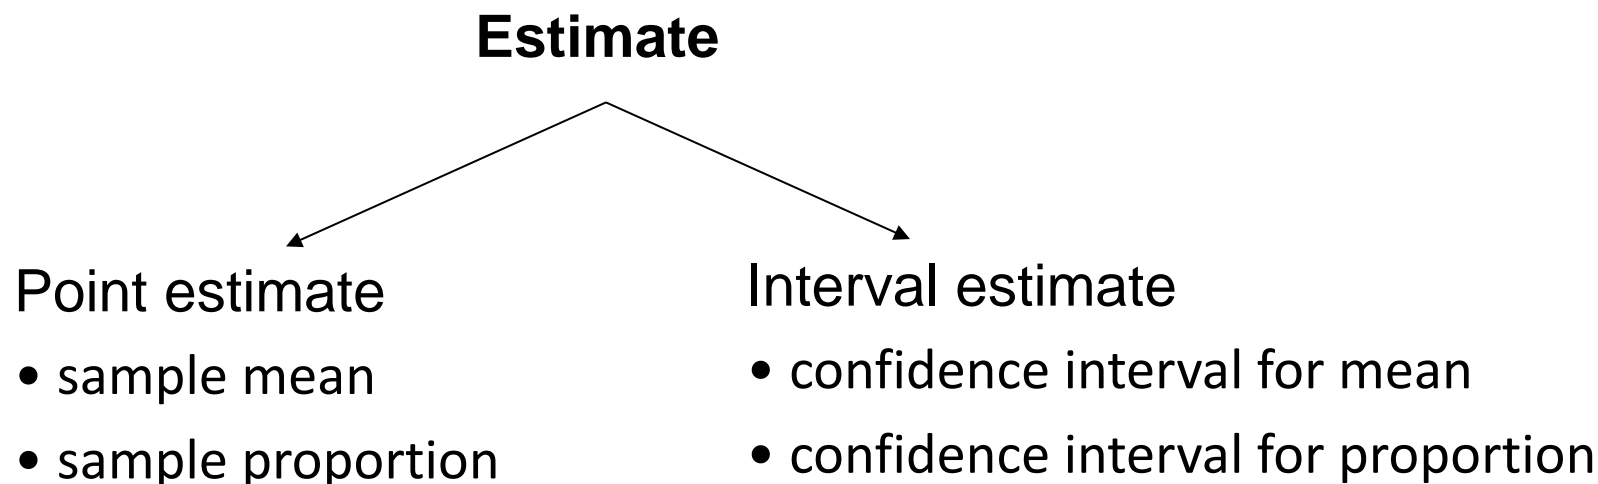 Estimate
Point estimate
• sample mean
• sample proportion
Interval estimate
• confidence interval for mean
• confidence interval for proportion